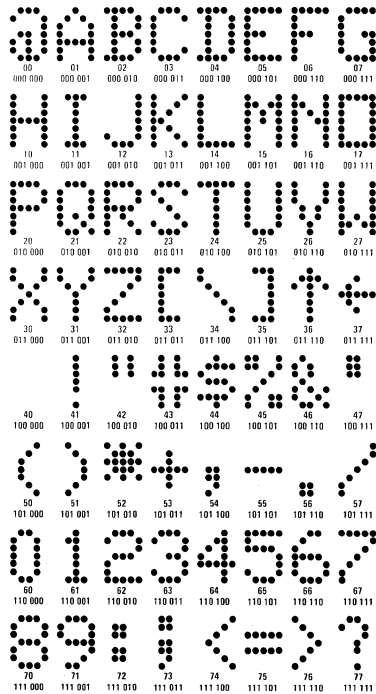 @ A B C D E F G
00 01 02 03 04 05 06 07
000 000 000 001 000 010 000 011 000 100 000 101 000 110 000 111
H I J K L M N O
10 11 12 13 14 15 16 17
001 000 001 001 001 010 001 011 001 100 001 101 001 110 001 111
P Q R S T U V W
20 21 22 23 24 25 26 27
010 000 010 001 010 010 010 011 010 100 010 101 010 110 010 111
X Y Z [ \ ] ↑ ←
30 31 32 33 34 35 36 37
011 000 011 001 011 010 011 011 011 100 011 101 011 110 011 111
! " # $ % & '
40 41 42 43 44 45 46 47
100 000 100 001 100 010 100 011 100 100 100 101 100 110 100 111
( ) * + , - . /
50 51 52 53 54 55 56 57
101 000 101 001 101 010 101 011 101 100 101 101 101 110 101 111
0 1 2 3 4 5 6 7
60 61 62 63 64 65 66 67
110 000 110 001 110 010 110 011 110 100 110 101 110 110 110 111
8 9 : ; < = > ?
70 71 72 73 74 75 76 77
111 000 111 001 111 010 111 011 111 100 111 101 111 110 111 111